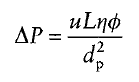 ΔP = uLηϕ / d_p^2